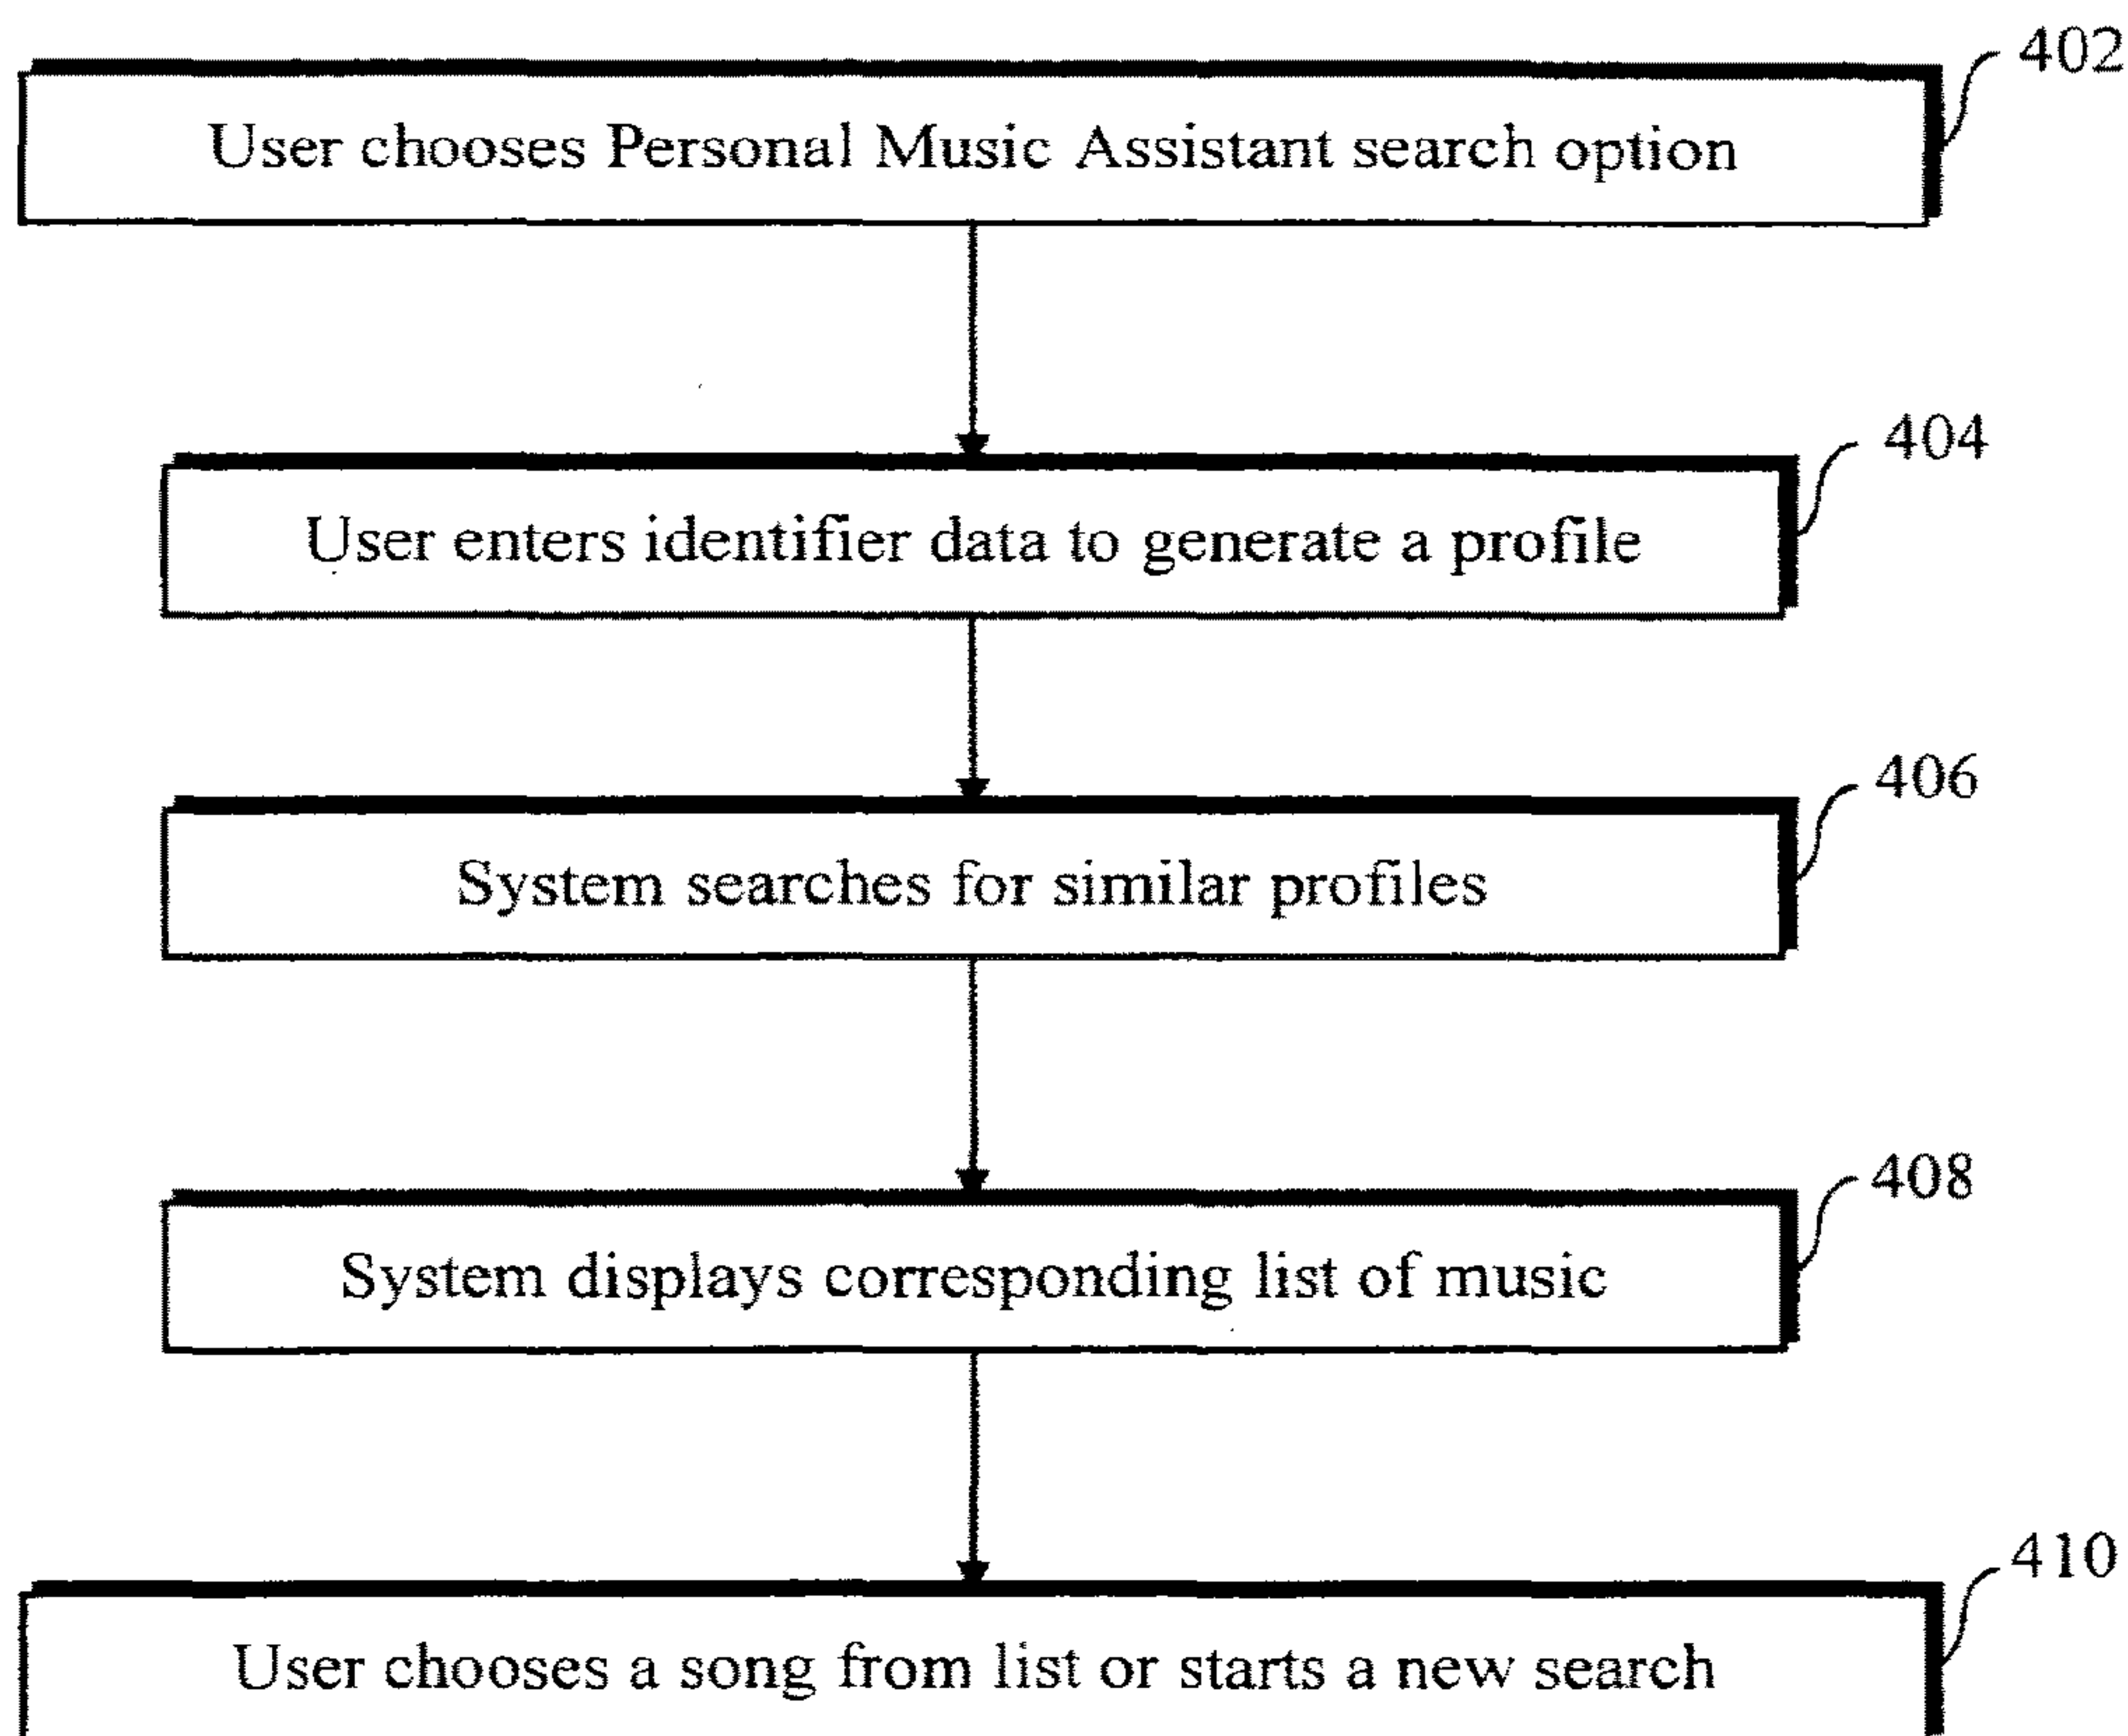 402
User chooses Personal Music Assistant search option
404
User enters identifier data to generate a profile
406
System searches for similar profiles
408
System displays corresponding list of music
410
User chooses a song from list or starts a new search